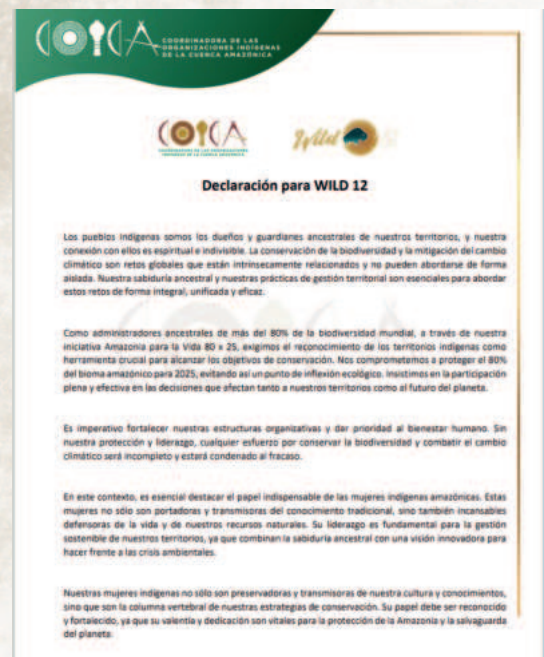 COICA
COORDINADORA DE LAS
ORGANIZACIONES INDÍGENAS
DE LA CUENCA AMAZÓNICA
COICA
COORDINADORA DE LAS ORGANIZACIONES
INDÍGENAS DE LA CUENCA AMAZÓNICA
Wild
Declaración para WILD 12
Los pueblos indígenas somos los dueños y guardianes ancestrales de nuestros territorios, y nuestra
conexión con ellos es espiritual e indivisible. La conservación de la biodiversidad y la mitigación del cambio
climático son retos globales que están intrínsecamente relacionados y no pueden abordarse de forma
aislada. Nuestra sabiduría ancestral y nuestras prácticas de gestión territorial son esenciales para abordar
estos retos de forma integral, unificada y eficaz.
Como administradores ancestrales de más del 80% de la biodiversidad mundial, a través de nuestra
iniciativa Amazonia para la Vida 80 x 25, exigimos el reconocimiento de los territorios indígenas como
herramienta crucial para alcanzar los objetivos de conservación. Nos comprometemos a proteger el 80%
del bioma amazónico para 2025, evitando así un punto de inflexión ecológico. Insistimos en la participación
plena y efectiva en las decisiones que afectan tanto a nuestros territorios como al futuro del planeta.
Es imperativo fortalecer nuestras estructuras organizativas y dar prioridad al bienestar humano. Sin
nuestra protección y liderazgo, cualquier esfuerzo por conservar la biodiversidad y combatir el cambio
climático será incompleto y estará condenado al fracaso.
En este contexto, es esencial destacar el papel indispensable de las mujeres indígenas amazónicas. Estas
mujeres no sólo son portadoras y transmisoras del conocimiento tradicional, sino también incansables
defensoras de la vida y de nuestros recursos naturales. Su liderazgo es fundamental para la gestión
sostenible de nuestros territorios, ya que combinan la sabiduría ancestral con una visión innovadora para
hacer frente a las crisis ambientales.
Nuestras mujeres indígenas no sólo son preservadoras y transmisoras de nuestra cultura y conocimientos,
sino que son la columna vertebral de nuestras estrategias de conservación. Su papel debe ser reconocido
y fortalecido, ya que su valentía y dedicación son vitales para la protección de la Amazonia y la salvaguarda
del planeta.